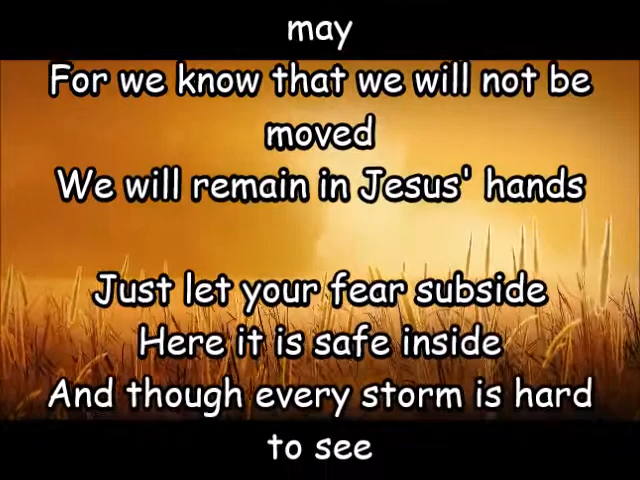 may
For we know that we will not be
moved
We will remain in Jesus' hands
Just let your fear subside
Here it is safe inside
And though every storm is hard
to see